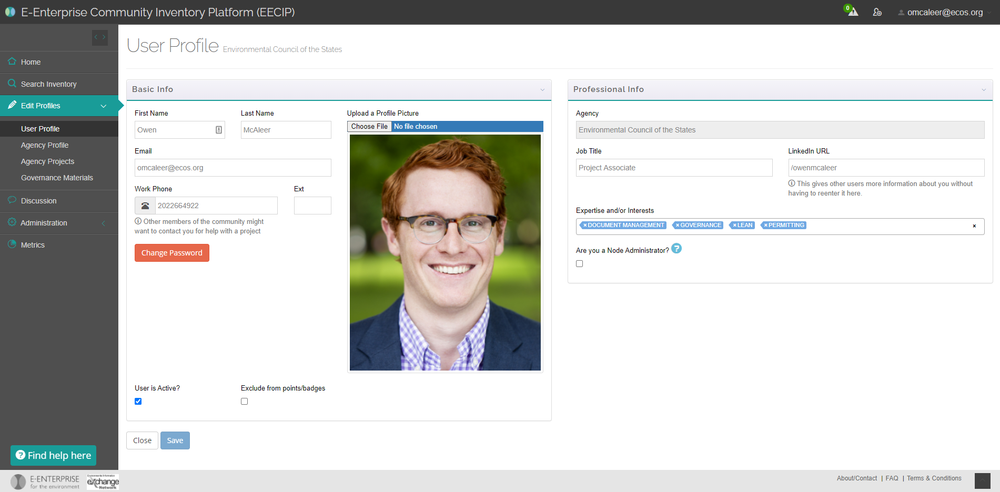 E-Enterprise Community Inventory Platform (EECIP)
0
omcaleer@ecos.org
Home
Search Inventory
Edit Profiles
User Profile
Agency Profile
Agency Projects
Governance Materials
Discussion
Administration
Metrics
Find help here
User Profile Environmental Council of the States
Basic Info
First Name
Last Name
Upload a Profile Picture
Owen
McAleer
Choose File No file chosen
Email
omcaleer@ecos.org
Work Phone
Ext
2022664922
Other members of the community might
want to contact you for help with a project
Change Password
User is Active?
Exclude from points/badges
Close
Save
Professional Info
Agency
Environmental Council of the States
Job Title
LinkedIn URL
Project Associate
/owenmcaleer
This gives other users more information about you without
having to reenter it here.
Expertise and/or Interests
×DOCUMENT MANAGEMENT ×GOVERNANCE ×LEAN ×PERMITTING ×
Are you a Node Administrator? ?
E-ENTERPRISE
for the environment
Environmental Information
eXchange
Network
About/Contact | FAQ | Terms & Conditions